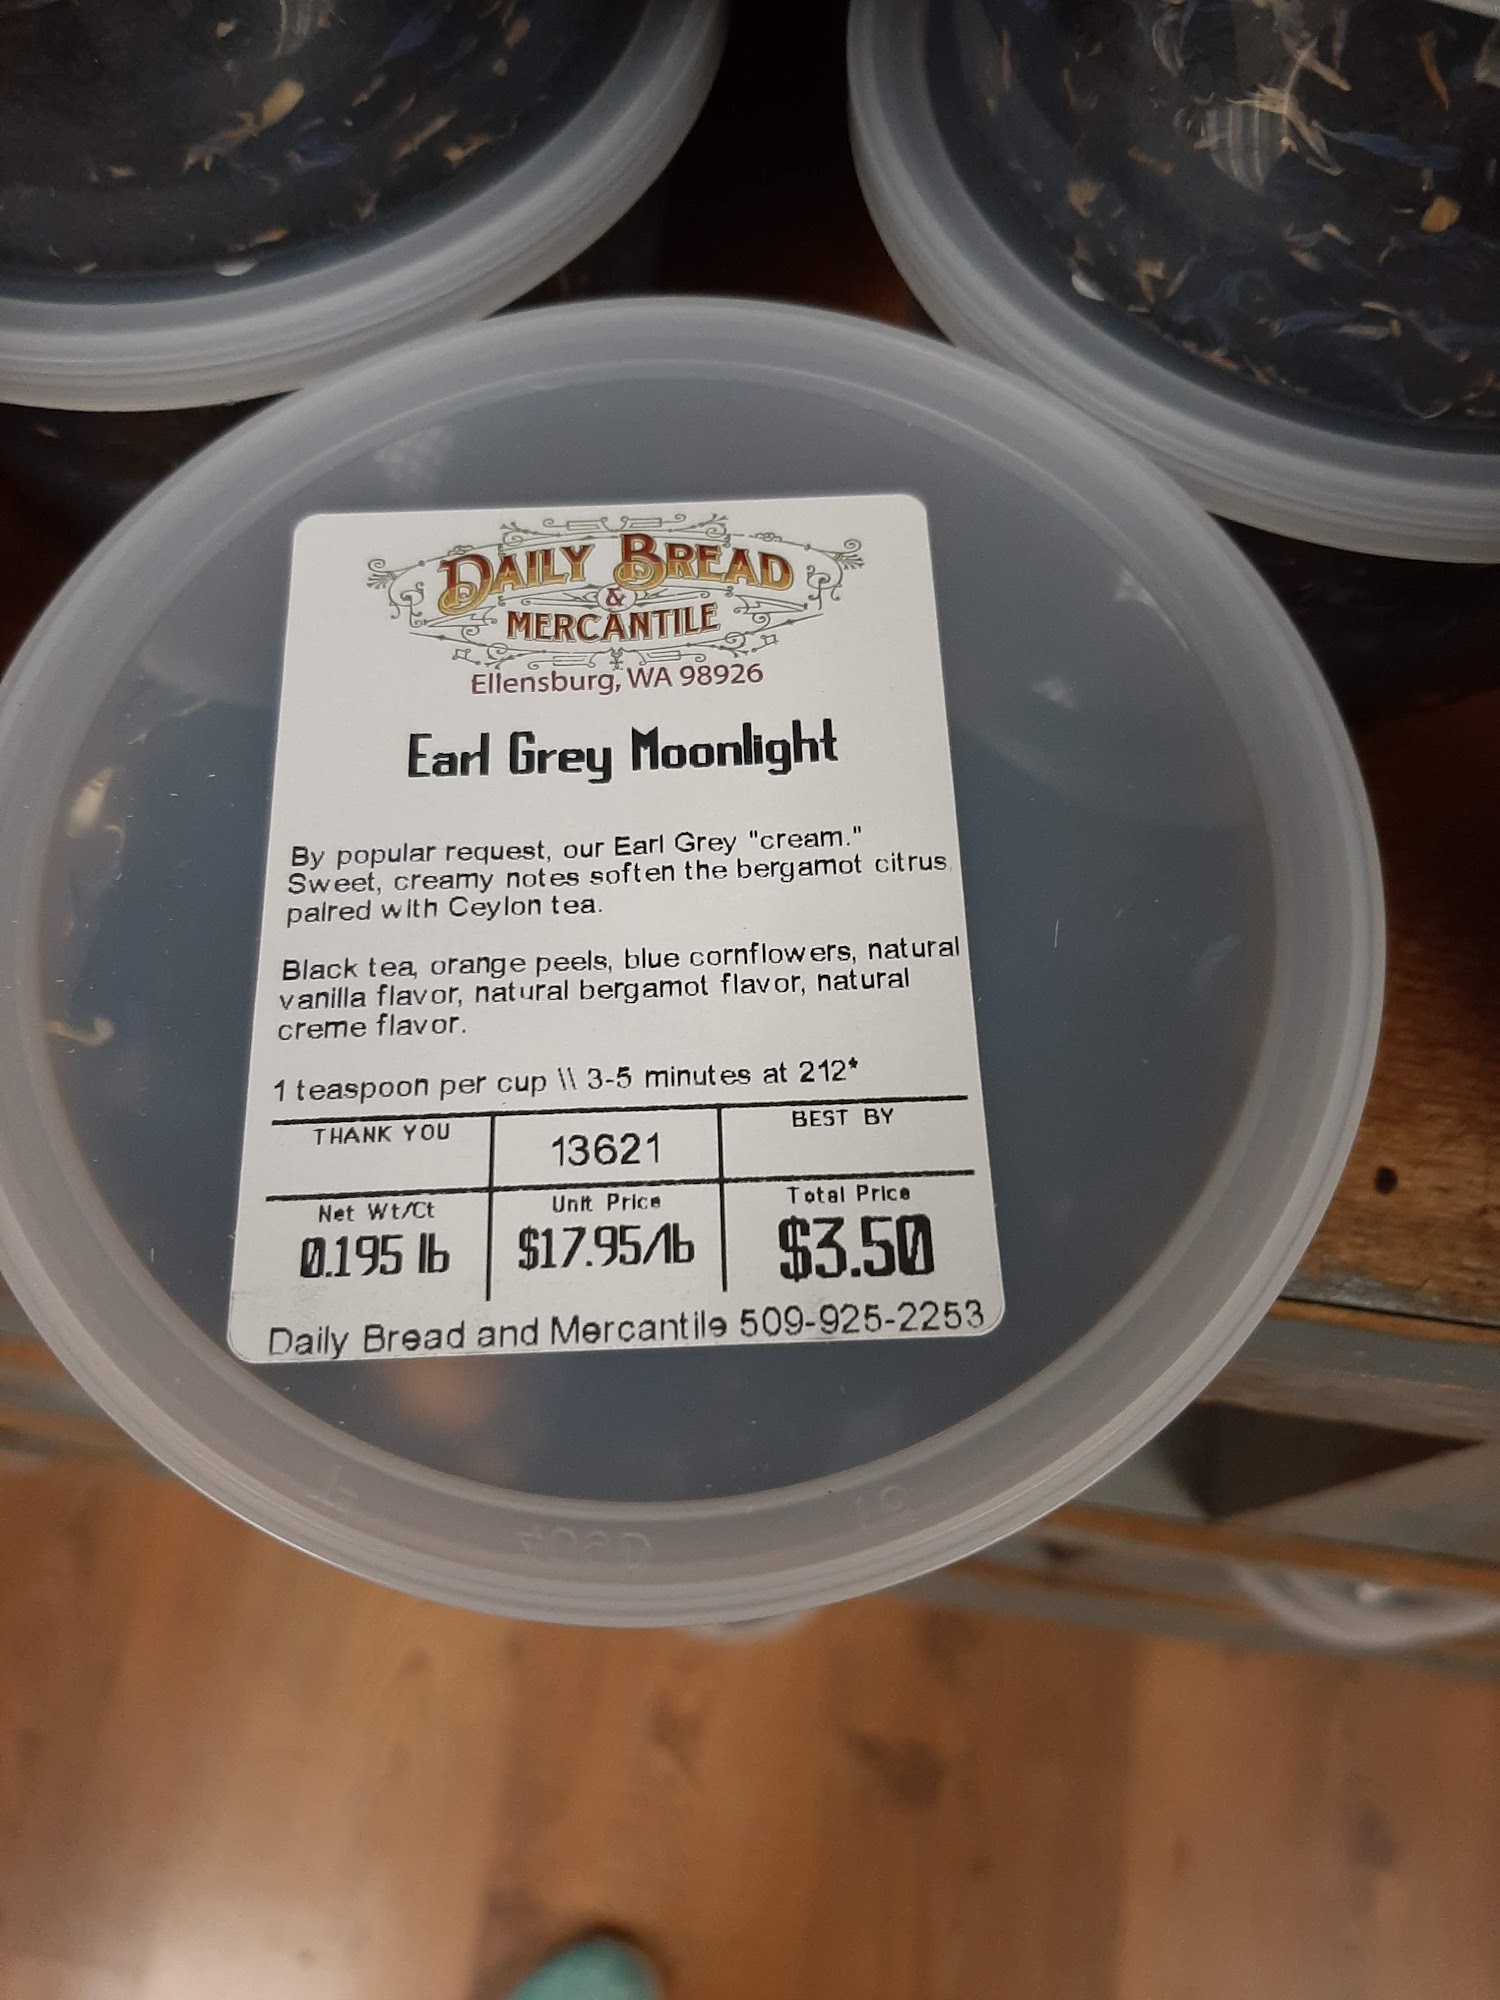 DAILY BREAD
&
MERCANTILE
Ellensburg, WA 98926
Earl Grey Moonlight
By popular request, our Earl Grey "cream."
Sweet, creamy notes soften the bergamot citrus
paired with Ceylon tea.
Black tea, orange peels, blue cornflowers, natural
vanilla flavor, natural bergamot flavor, natural
creme flavor.
1 teaspoon per cup \\ 3-5 minutes at 212*
THANK YOU
13621
BEST BY
Net Wt/Ct
Unit Price
Total Price
0.195 lb
$17.95/lb
$3.50
Daily Bread and Mercantile 509-925-2253